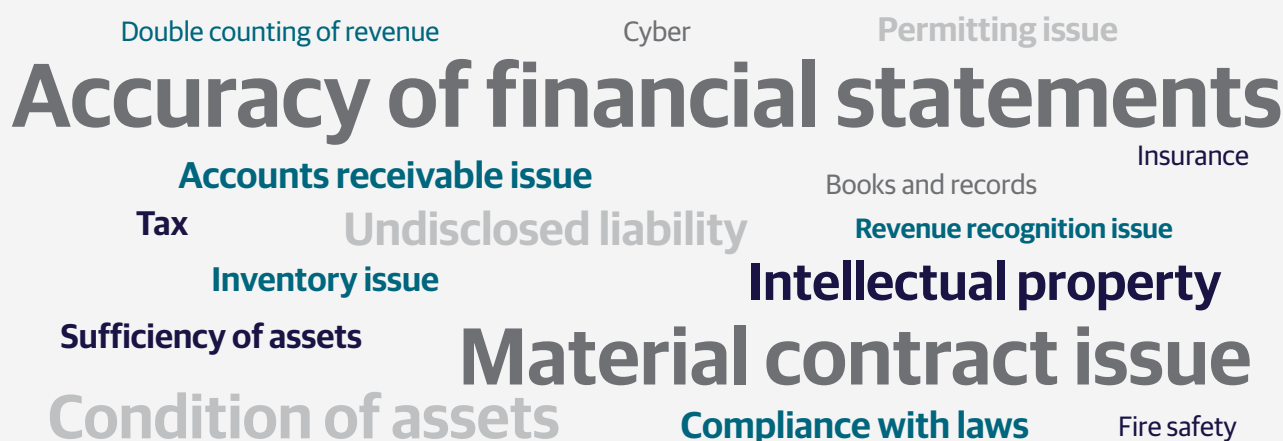 Double counting of revenue
Cyber
Permitting issue
Accuracy of financial statements
Insurance
Accounts receivable issue
Books and records
Tax
Undisclosed liability
Revenue recognition issue
Inventory issue
Intellectual property
Sufficiency of assets
Material contract issue
Condition of assets
Compliance with laws
Fire safety